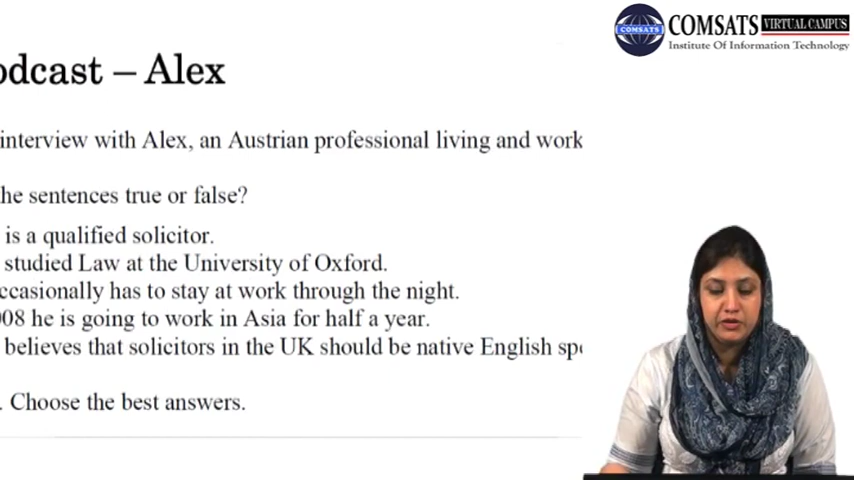 COMSATS VIRTUAL CAMPUS
COMSATS
Institute Of Information Technology
odcast – Alex
interview with Alex, an Austrian professional living and work
he sentences true or false?
is a qualified solicitor.
studied Law at the University of Oxford.
ccasionally has to stay at work through the night.
008 he is going to work in Asia for half a year.
believes that solicitors in the UK should be native English spe
. Choose the best answers.